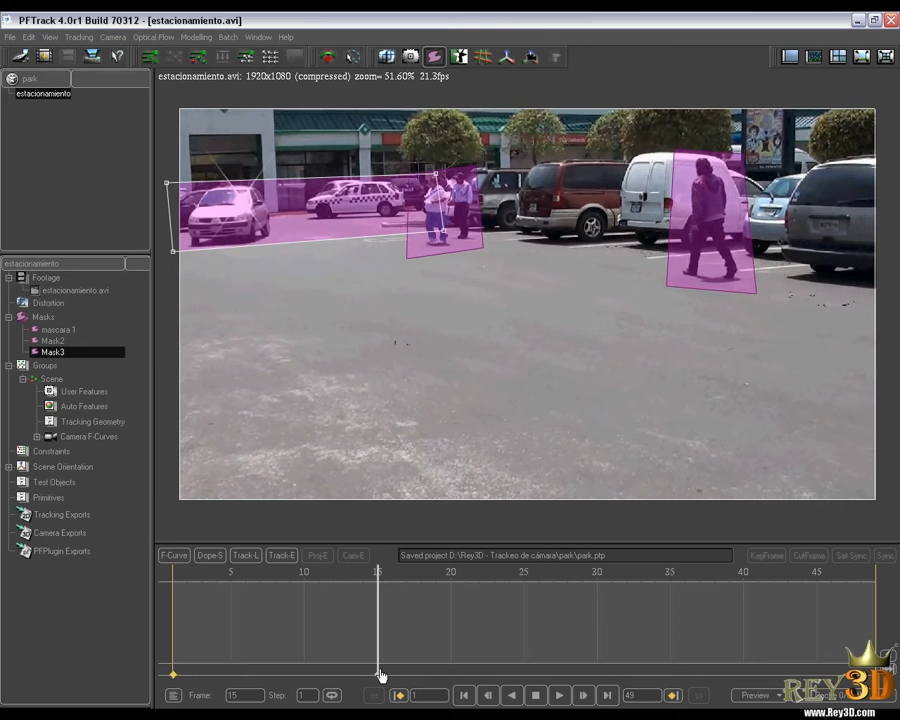 PFTrack 4.0r1 Build 70312 - [estacionamiento.avi]
File Edit View Tracking Camera Optical Flow Modelling Batch Window Help
estacionamiento.avi: 1920x1080 (compressed) zoom= 51.60% 21.3fps
park
estacionamiento
estacionamiento
Footage
estacionamiento.avi
Distortion
Masks
mascara 1
Mask2
Mask3
Groups
Scene
User Features
Auto Features
Tracking Geometry
Camera F-Curves
Constraints
Scene Orientation
Test Objects
Primitives
Tracking Exports
Camera Exports
PFPlugin Exports
F-Curve Dope-S Track-L Track-E Proj-E Cam-E Saved project D:\Rey3D - Trackeo de cámara\park\park.ptp KeyFrame CutFrame Set Sync Sync
5 10 15 20 25 30 35 40 45
Frame: 15 Step: 1 1 49 Preview
REY3D
www.Rey3D.com